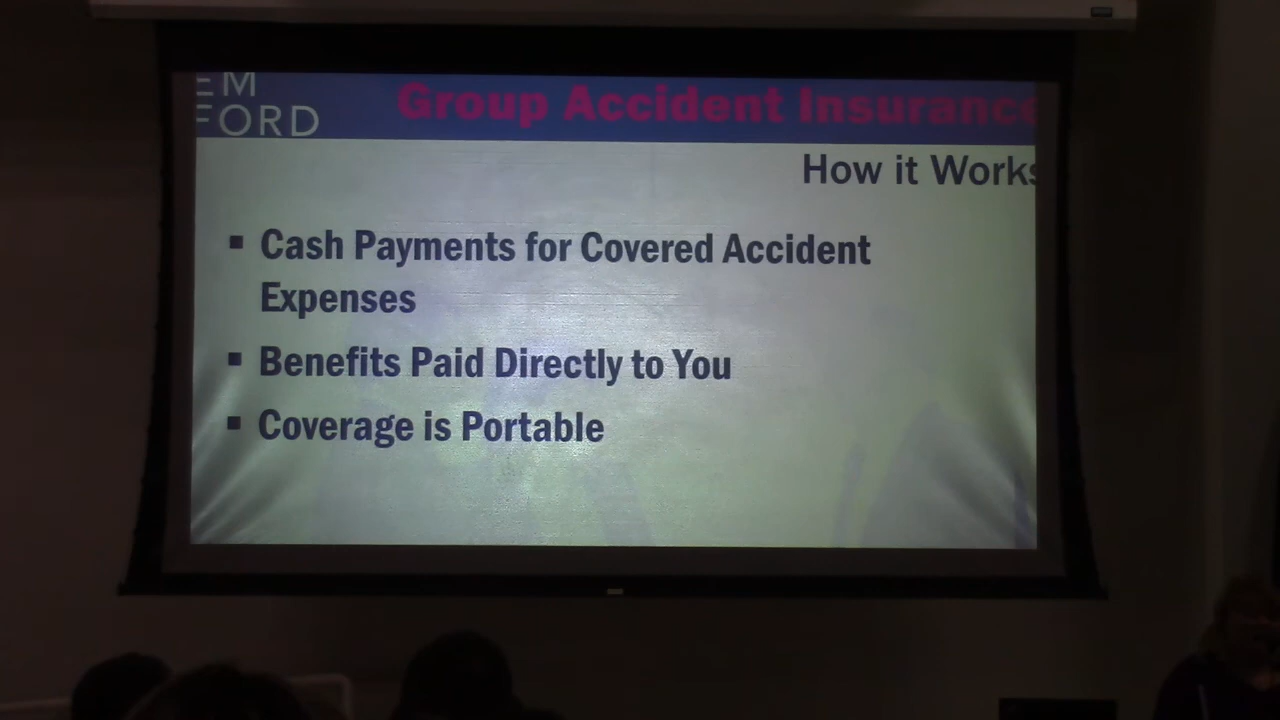 EM
FORD
Group Accident Insurance
How it Works
▪ Cash Payments for Covered Accident
Expenses
▪ Benefits Paid Directly to You
▪ Coverage is Portable